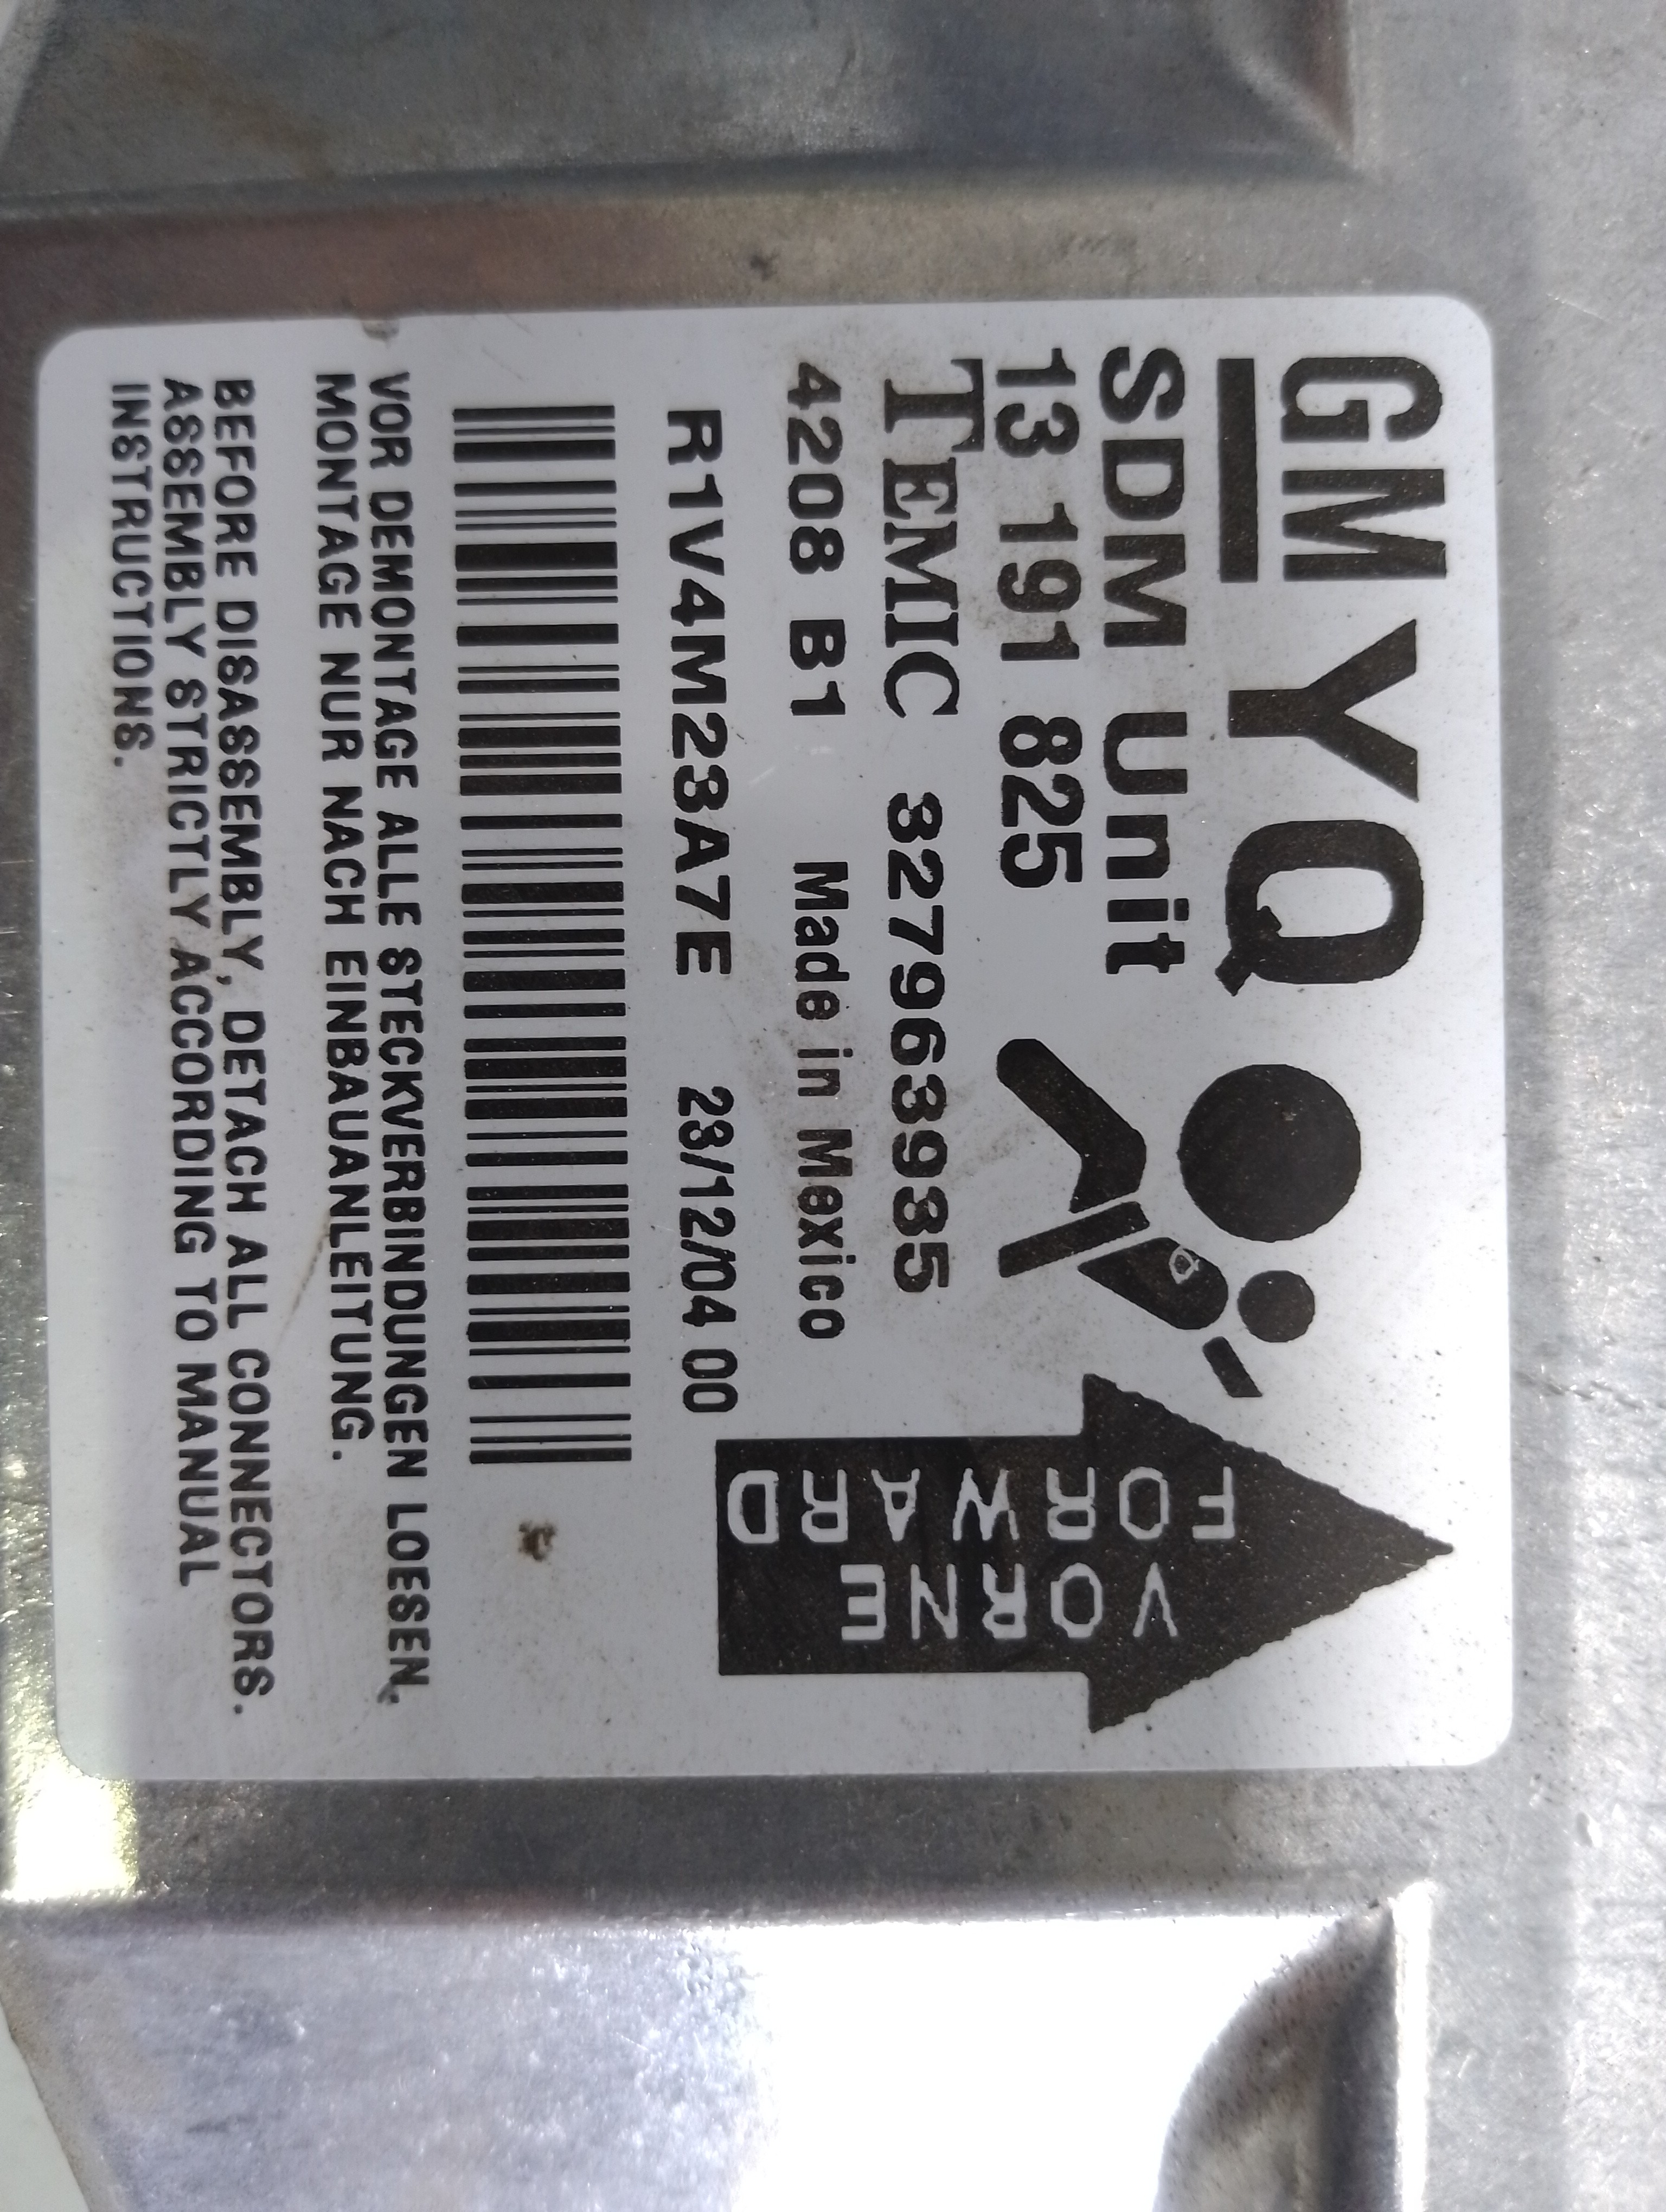 GM YQ
SDM Unit
13 191 825
TEMIC 327963935
4208 B1 Made in Mexico
R1V4M23A7E 23/12/04 00
VORNE
FORWARD
VOR DEMONTAGE ALLE STECKVERBINDUNGEN LOESEN,
MONTAGE NUR NACH EINBAUANLEITUNG.
BEFORE DISASSEMBLY, DETACH ALL CONNECTORS.
ASSEMBLY STRICTLY ACCORDING TO MANUAL
INSTRUCTIONS.